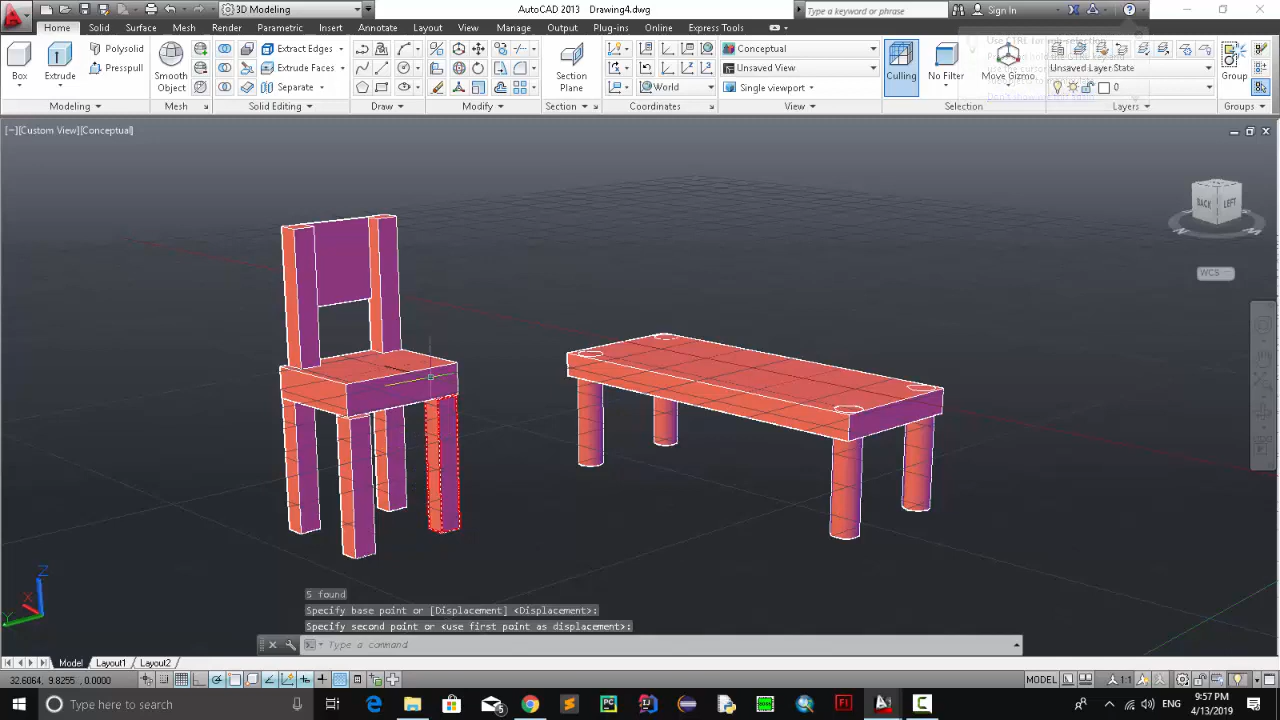 3D Modeling
AutoCAD 2013 Drawing4.dwg
Type a keyword or phrase
Sign In
Home Solid Surface Mesh Render Parametric Insert Annotate Layout View Manage Output Plug-ins Online Express Tools
Box
Extrude
Polysolid
Presspull
Smooth
Object
Extrude Edges
Extrude Faces
Separate
Section
Plane
World
Conceptual
Unsaved View
Single viewport
Culling
No Filter
Move Gizmo
Unsaved Layer State
0
Group
Modeling
Mesh
Solid Editing
Draw
Modify
Section
Coordinates
View
Selection
Layers
Groups
[−][Custom View][Conceptual]
BACK LEFT
WCS
Z
X
Y
5 found
Specify base point or [Displacement] <Displacement>:
Specify second point or <use first point as displacement>:
Type a command
Model Layout1 Layout2
32.6064, 9.8255, 0.0000
MODEL
1:1
Type here to search
5
PC
ENG
9:57 PM
4/13/2019